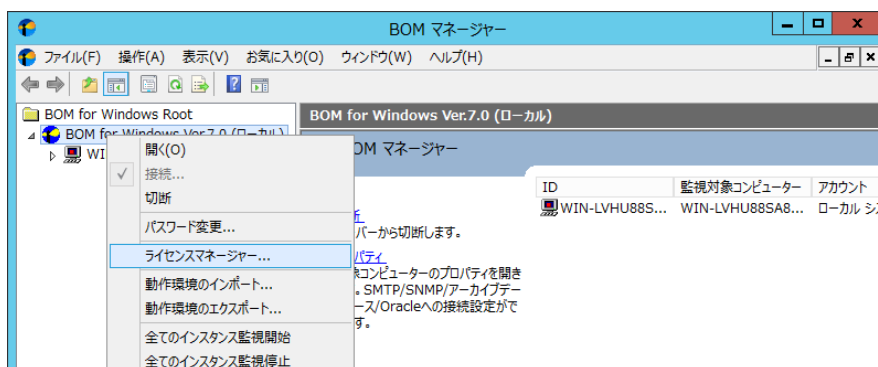 BOM マネージャー
ファイル(F) 操作(A) 表示(V) お気に入り(O) ウィンドウ(W) ヘルプ(H)
BOM for Windows Root
BOM for Windows Ver.7.0 (ローカル)
WI
開く(O)
接続...
切断
パスワード変更...
ライセンスマネージャー...
動作環境のインポート...
動作環境のエクスポート...
全てのインスタンス監視開始
全てのインスタンス監視停止
BOM for Windows Ver.7.0 (ローカル)
OM マネージャー
バーから切断します。
パティ
コンピューターのプロパティを開き
。SMTP/SNMP/アーカイブデー
ース/Oracleへの接続設定がで
す。
ID 監視対象コンピューター アカウント
WIN-LVHU88S... WIN-LVHU88SA8... ローカル シ